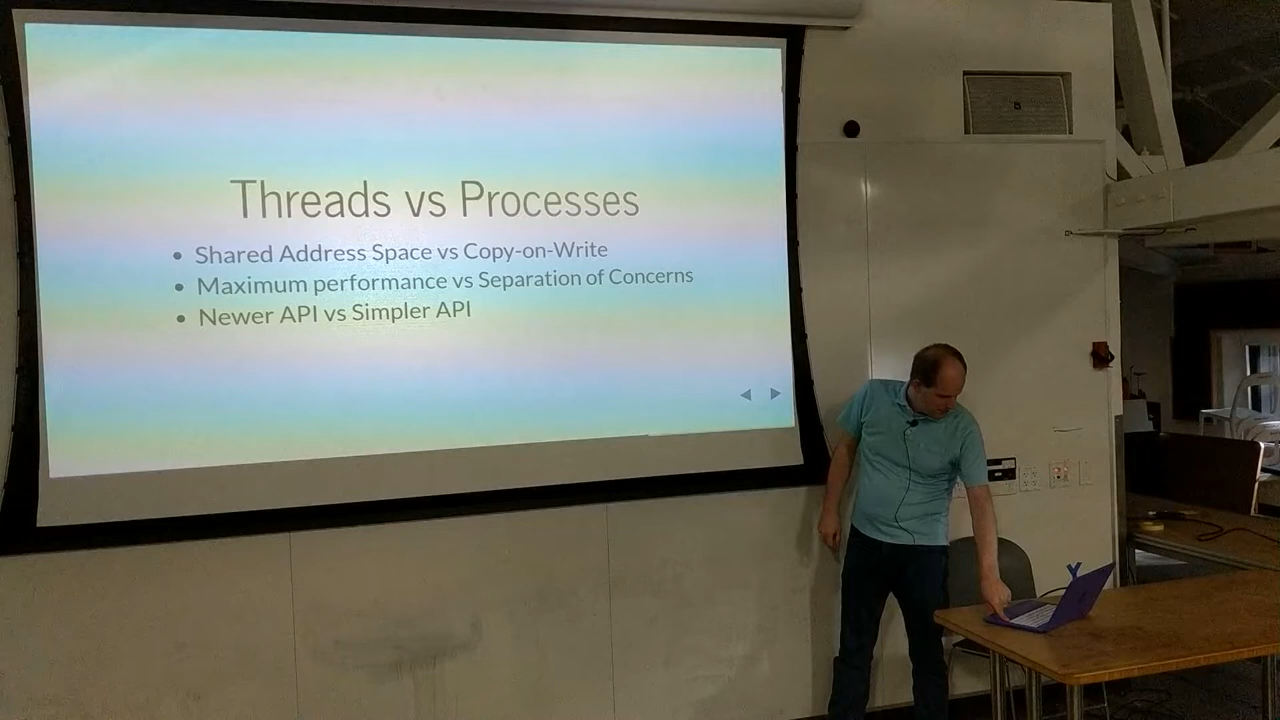 Threads vs Processes
Shared Address Space vs Copy-on-Write
Maximum performance vs Separation of Concerns
Newer API vs Simpler API